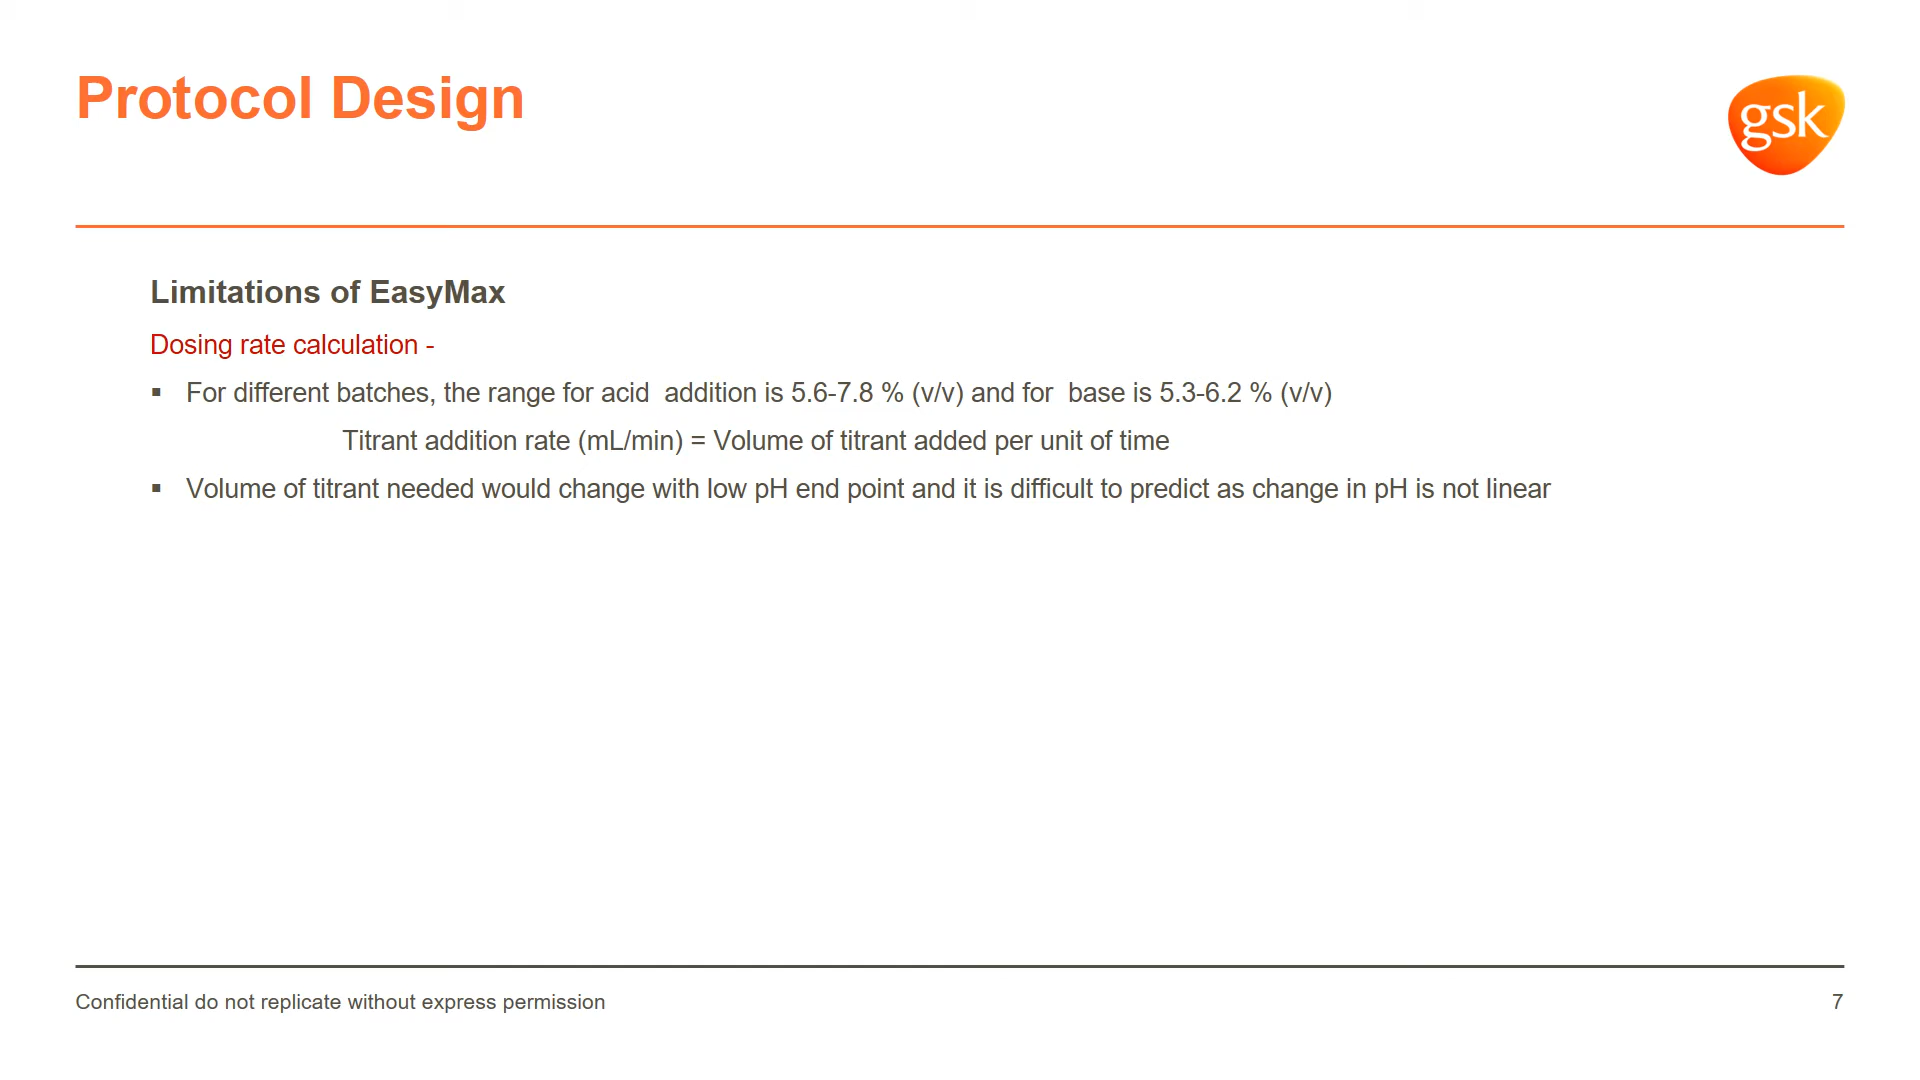 Protocol Design
gsk
Limitations of EasyMax
Dosing rate calculation -
▪ For different batches, the range for acid  addition is 5.6-7.8 % (v/v) and for  base is 5.3-6.2 % (v/v)
Titrant addition rate (mL/min) = Volume of titrant added per unit of time
▪ Volume of titrant needed would change with low pH end point and it is difficult to predict as change in pH is not linear
Confidential do not replicate without express permission
7